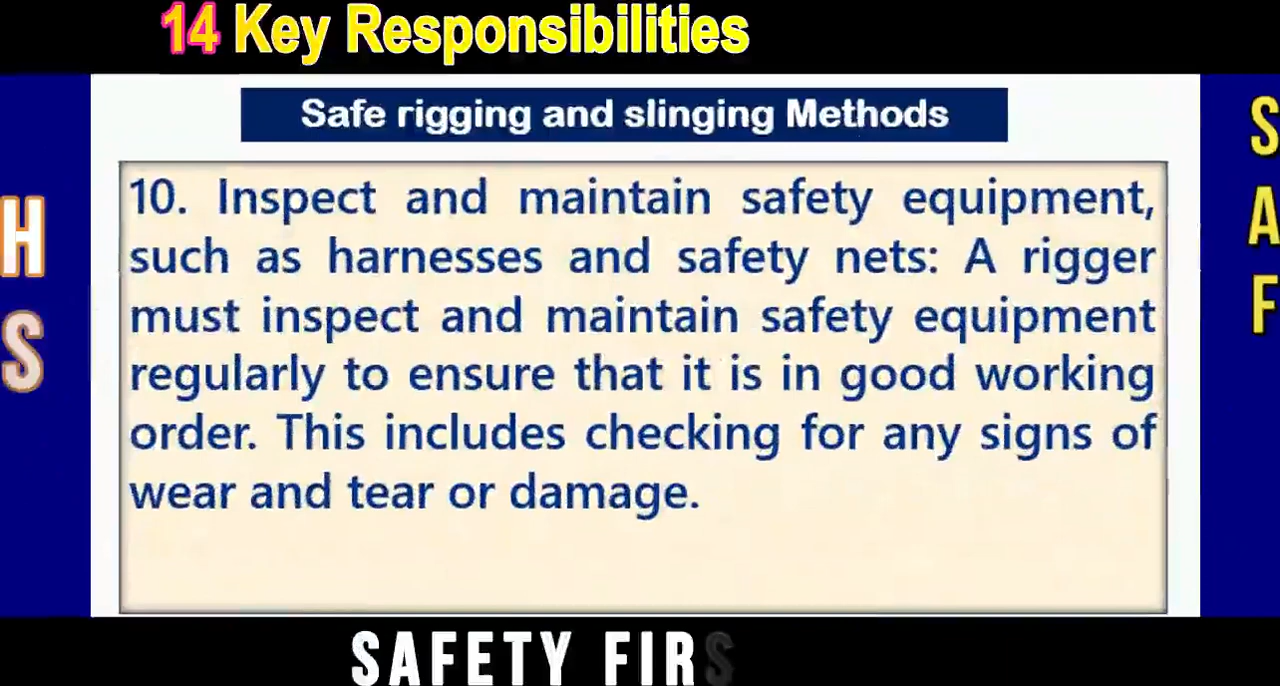 14 Key Responsibilities
Safe rigging and slinging Methods
10. Inspect and maintain safety equipment,
such as harnesses and safety nets: A rigger
must inspect and maintain safety equipment
regularly to ensure that it is in good working
order. This includes checking for any signs of
wear and tear or damage.
H
S
S
A
F
SAFETY FIRS